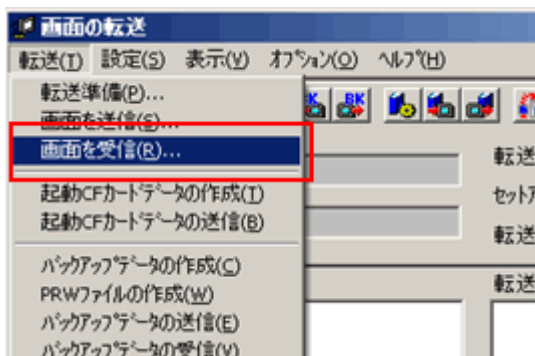 画面の転送
転送(T) 設定(S) 表示(V) オプション(O) ヘルプ(H)
転送準備(P)...
画面を送信(S)...
画面を受信(R)...
起動CFカードデータの作成(T)
起動CFカードデータの送信(B)
バックアップデータの作成(C)
PRWファイルの作成(W)
バックアップデータの送信(E)
バックアップデータの受信(V)
BK BK
転送
セットア
転送
転送